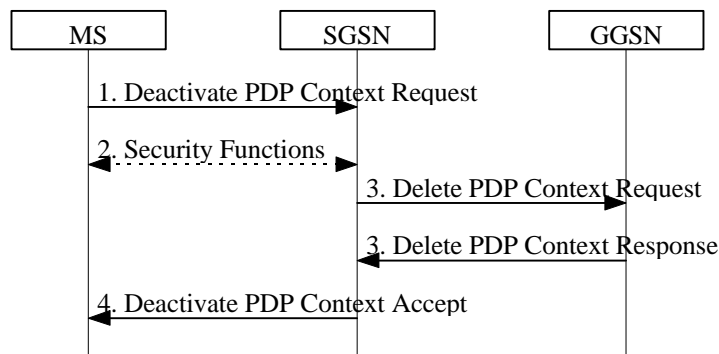 MS SGSN GGSN
1. Deactivate PDP Context Request
2. Security Functions
3. Delete PDP Context Request
3. Delete PDP Context Response
4. Deactivate PDP Context Accept